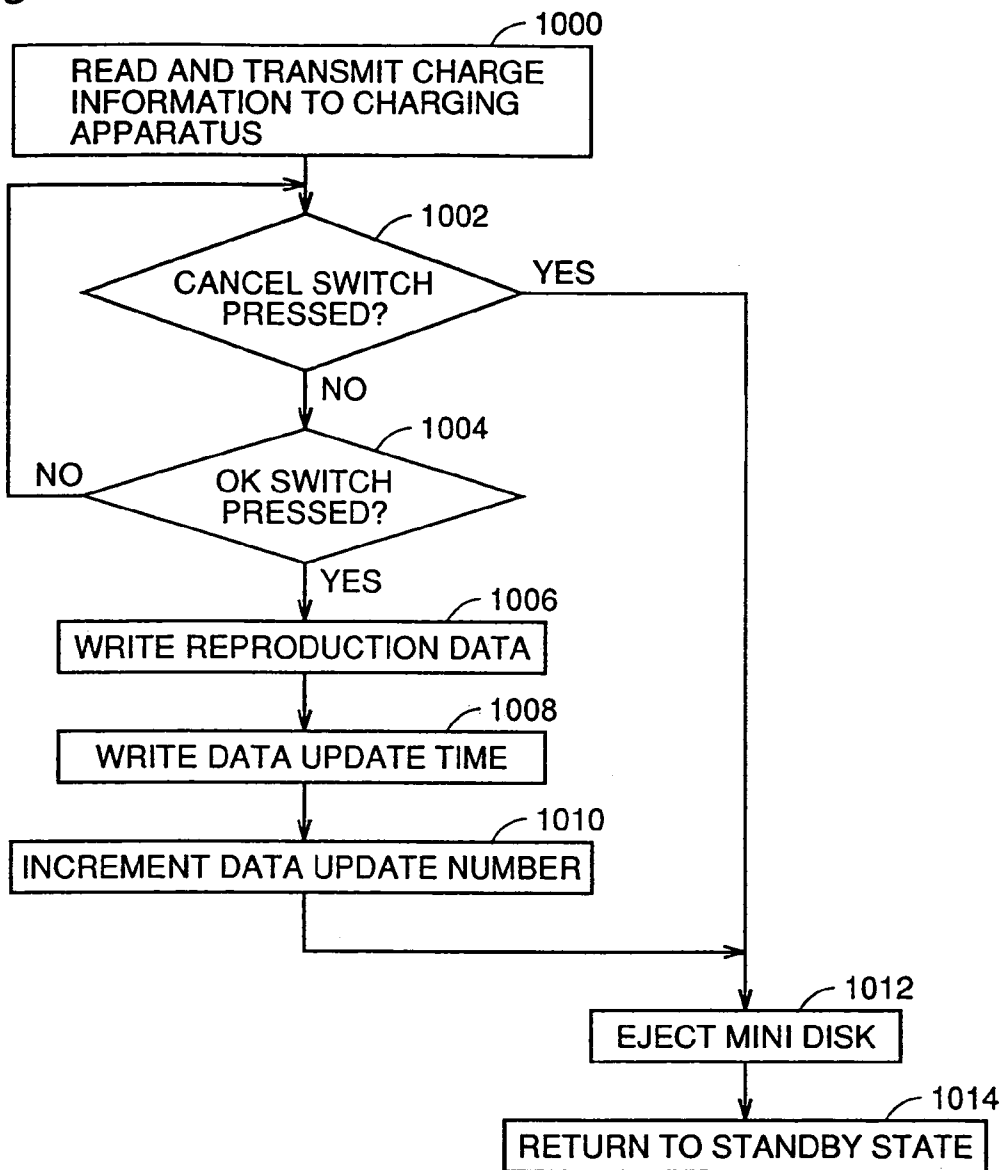 1000
READ AND TRANSMIT CHARGE
INFORMATION TO CHARGING
APPARATUS
1002
CANCEL SWITCH
PRESSED?
YES
NO
1004
OK SWITCH
PRESSED?
NO
YES
1006
WRITE REPRODUCTION DATA
1008
WRITE DATA UPDATE TIME
1010
INCREMENT DATA UPDATE NUMBER
1012
EJECT MINI DISK
1014
RETURN TO STANDBY STATE